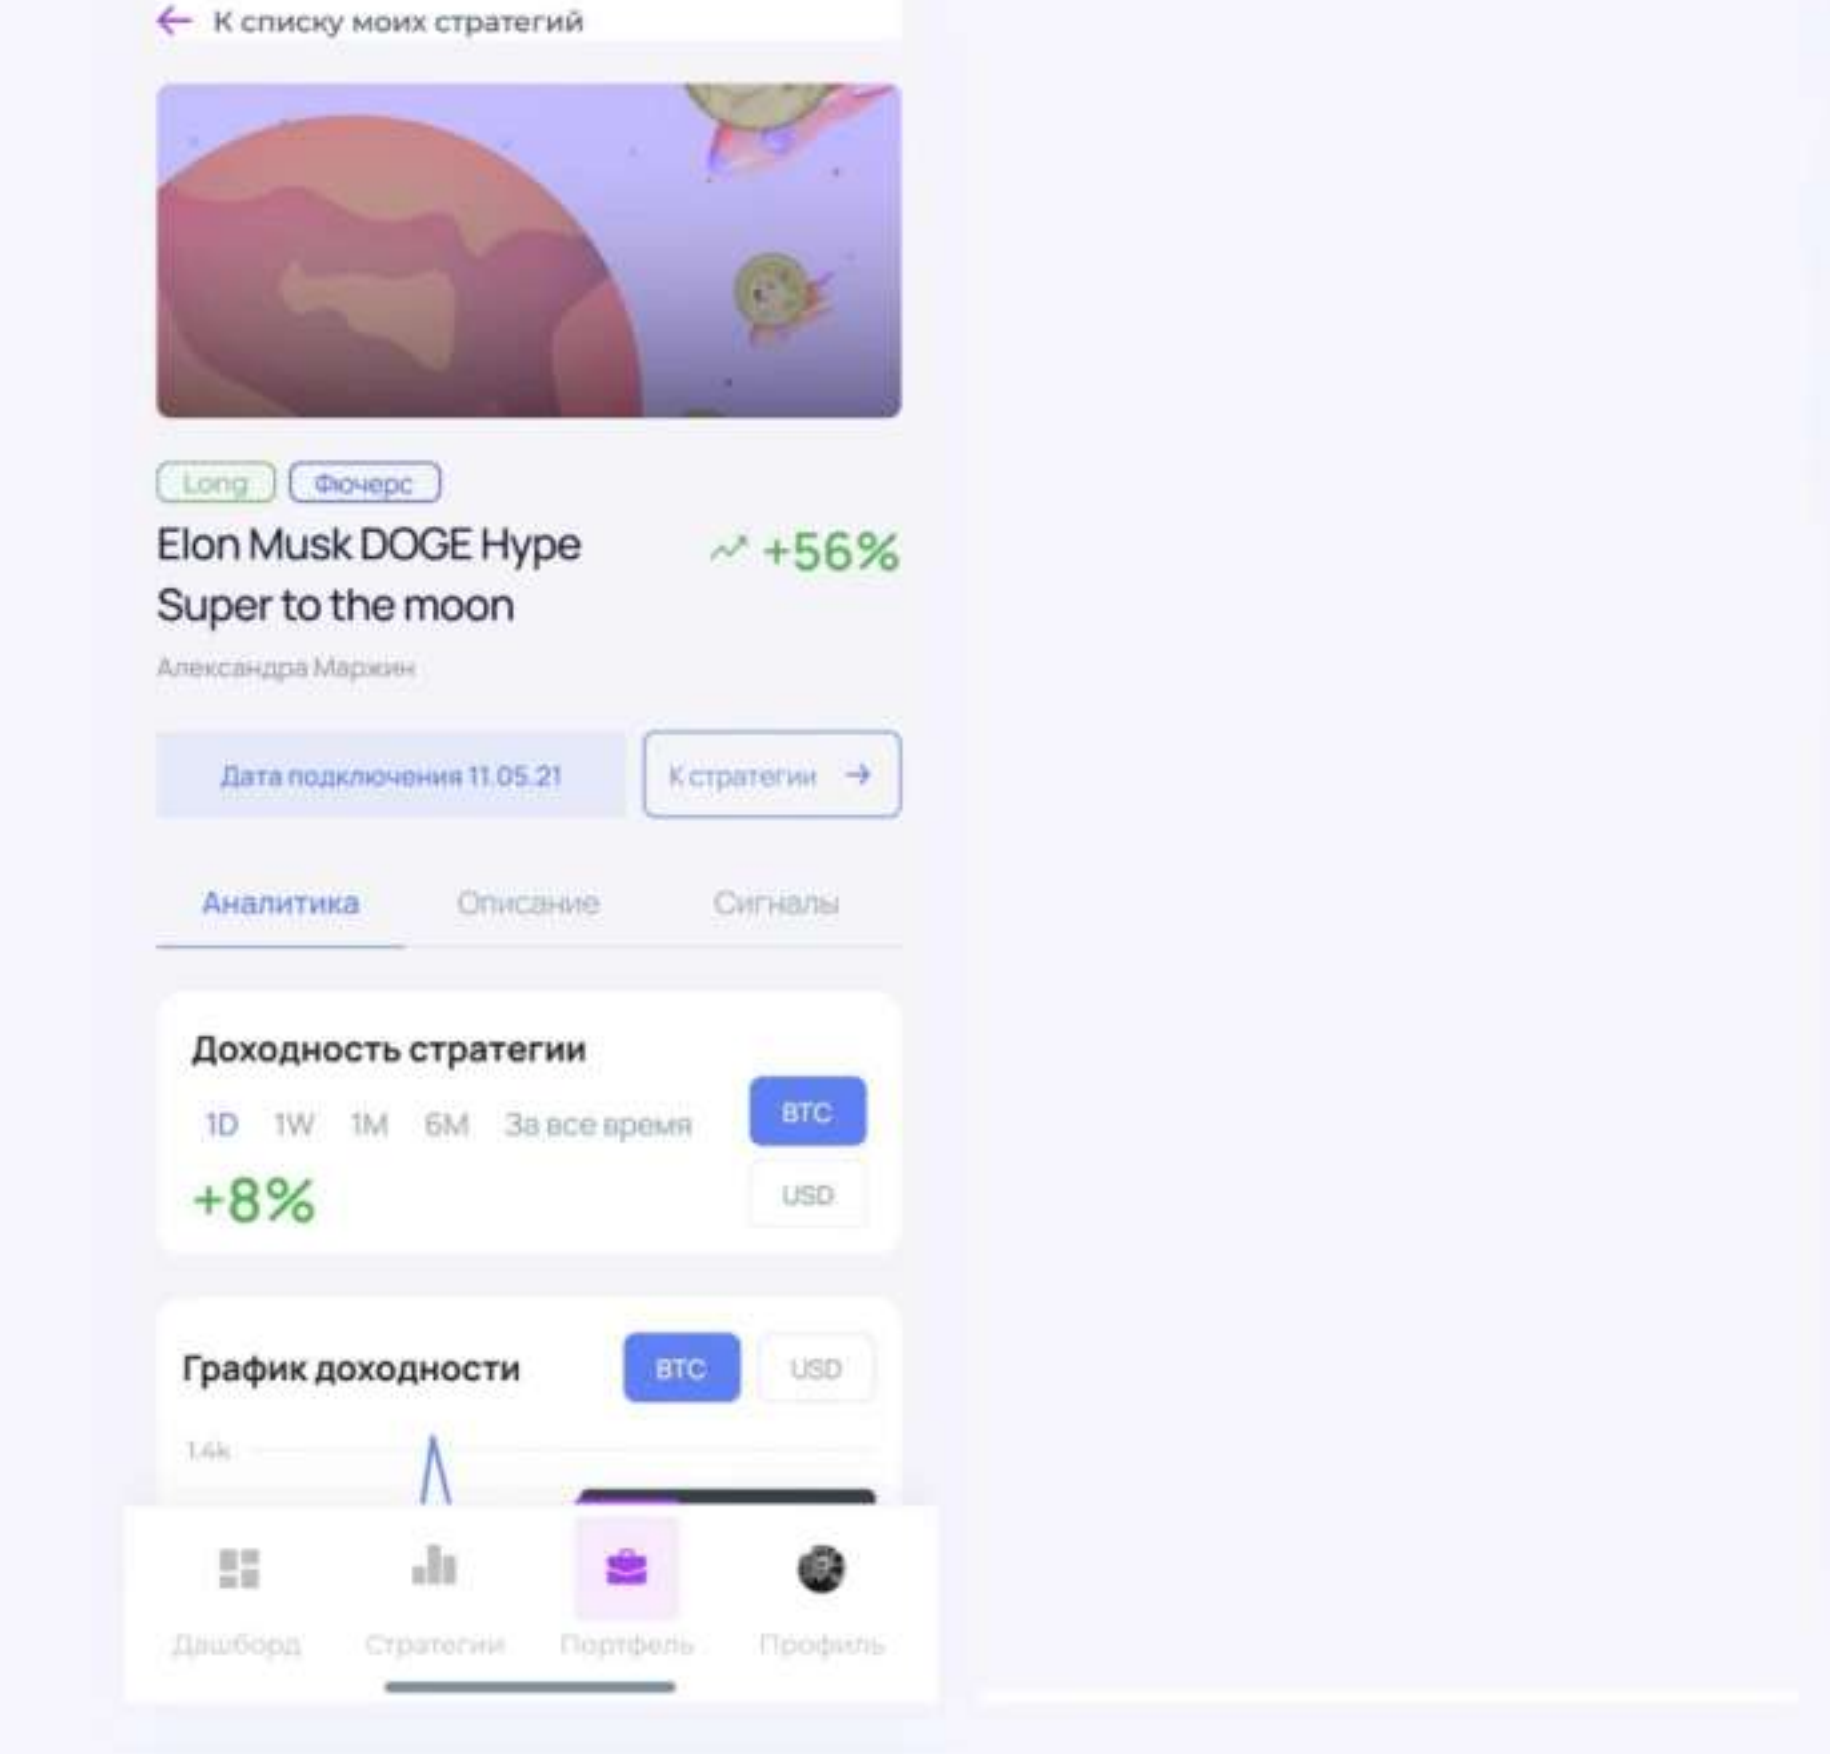 К списку моих стратегий
Long Фючерс
Elon Musk DOGE Hype +56%
Super to the moon
Александра Маржин
Дата подключения 11.05.21 К стратегии
Аналитика Описание Сигналы
Доходность стратегии
1D 1W 1M 6M За все время BTC
+8% USD
График доходности BTC USD
1.4k
Дашборд Стратегии Портфель Профиль